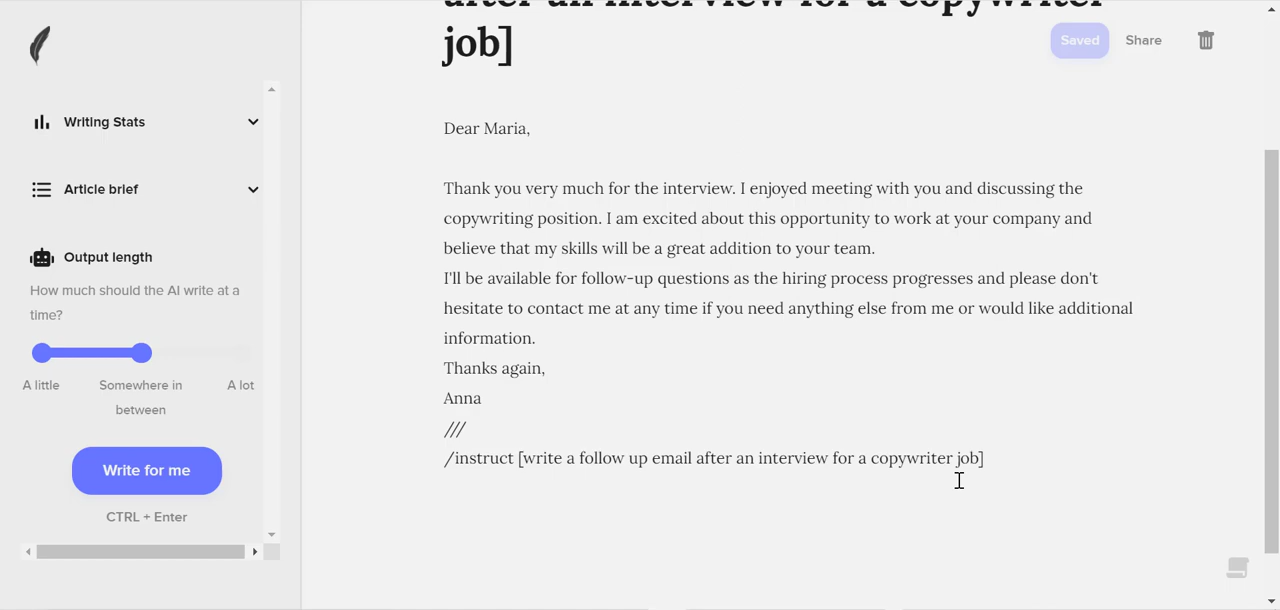 after an interview for a copywriter
job]
Saved
Share
Writing Stats
Article brief
Output length
How much should the AI write at a
time?
A little
Somewhere in
between
A lot
Write for me
CTRL + Enter
Dear Maria,
Thank you very much for the interview. I enjoyed meeting with you and discussing the
copywriting position. I am excited about this opportunity to work at your company and
believe that my skills will be a great addition to your team.
I'll be available for follow-up questions as the hiring process progresses and please don't
hesitate to contact me at any time if you need anything else from me or would like additional
information.
Thanks again,
Anna
///
/instruct [write a follow up email after an interview for a copywriter job]